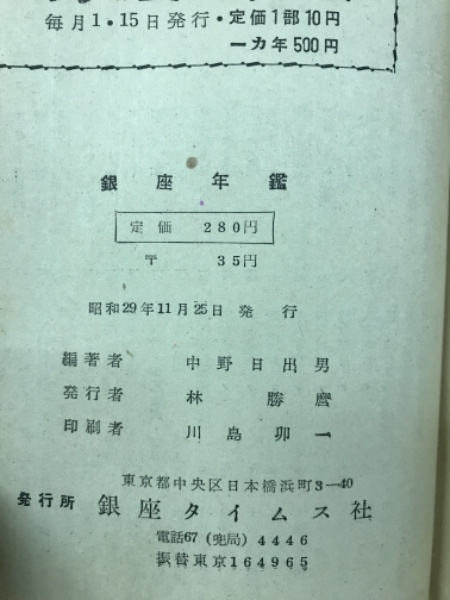 毎月1・15日発行・定価1部10円
一カ年500円
銀座年鑑
定価 280円
〒 35円
昭和29年11月25日 発行
編著者 中野日出男
発行者 林勝麿
印刷者 川島卯一
東京都中央区日本橋浜町3―40
発行所 銀座タイムス社
電話67(兜局)4446
振替東京164965